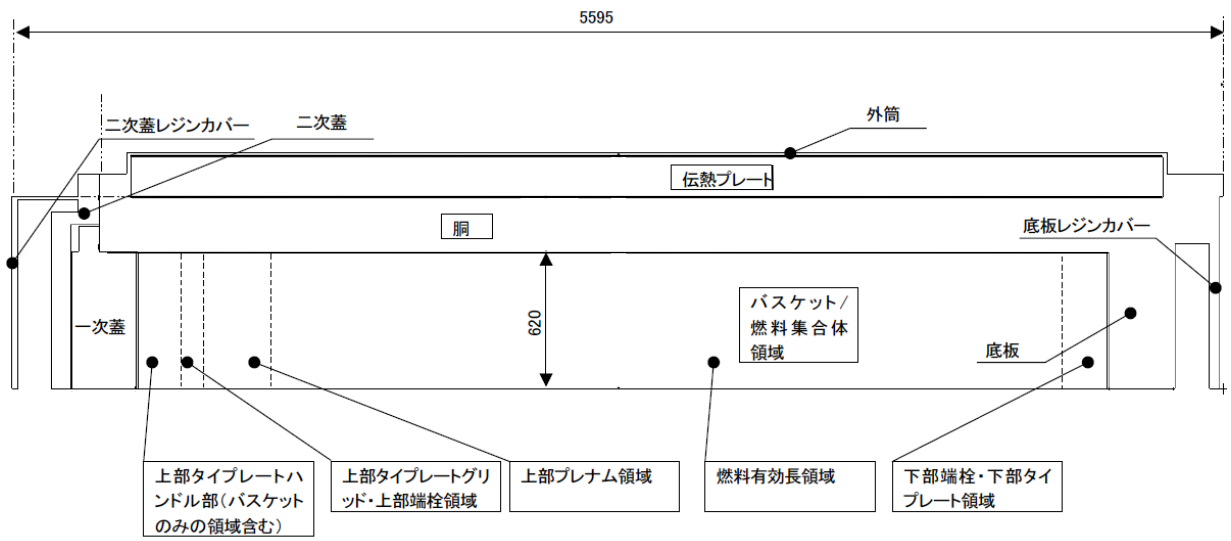 5595
二次蓋レジンカバー
二次蓋
外筒
伝熱プレート
胴
底板レジンカバー
一次蓋
620
バスケット/
燃料集合体
領域
底板
上部タイプレートハ
ンドル部(バスケット
のみの領域含む)
上部タイプレートグリ
ッド・上部端栓領域
上部プレナム領域
燃料有効長領域
下部端栓・下部タイ
プレート領域